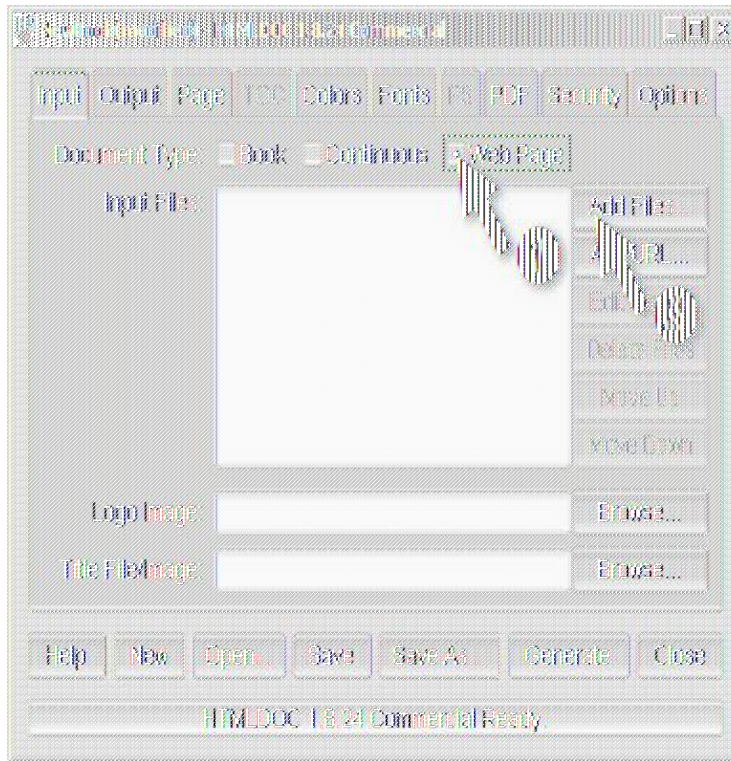 HTMLDOC 1.8.24 Commercial
Input Output Page TOC Colors Fonts PS PDF Security Options
Document Type: Book Continuous Web Page
Input Files: Add Files...
URL...
Edit
Delete Files
Move Up
Move Down
Logo Image: Browse...
Title File/Image: Browse...
Help New Open... Save Save As Generate Close
HTMLDOC 1.8.24 Commercial Ready.